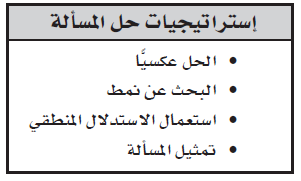 إستراتيجيات حل المسألة
• الحل عكسيًّا
• البحث عن نمط
• استعمال الاستدلال المنطقي
• تمثيل المسألة